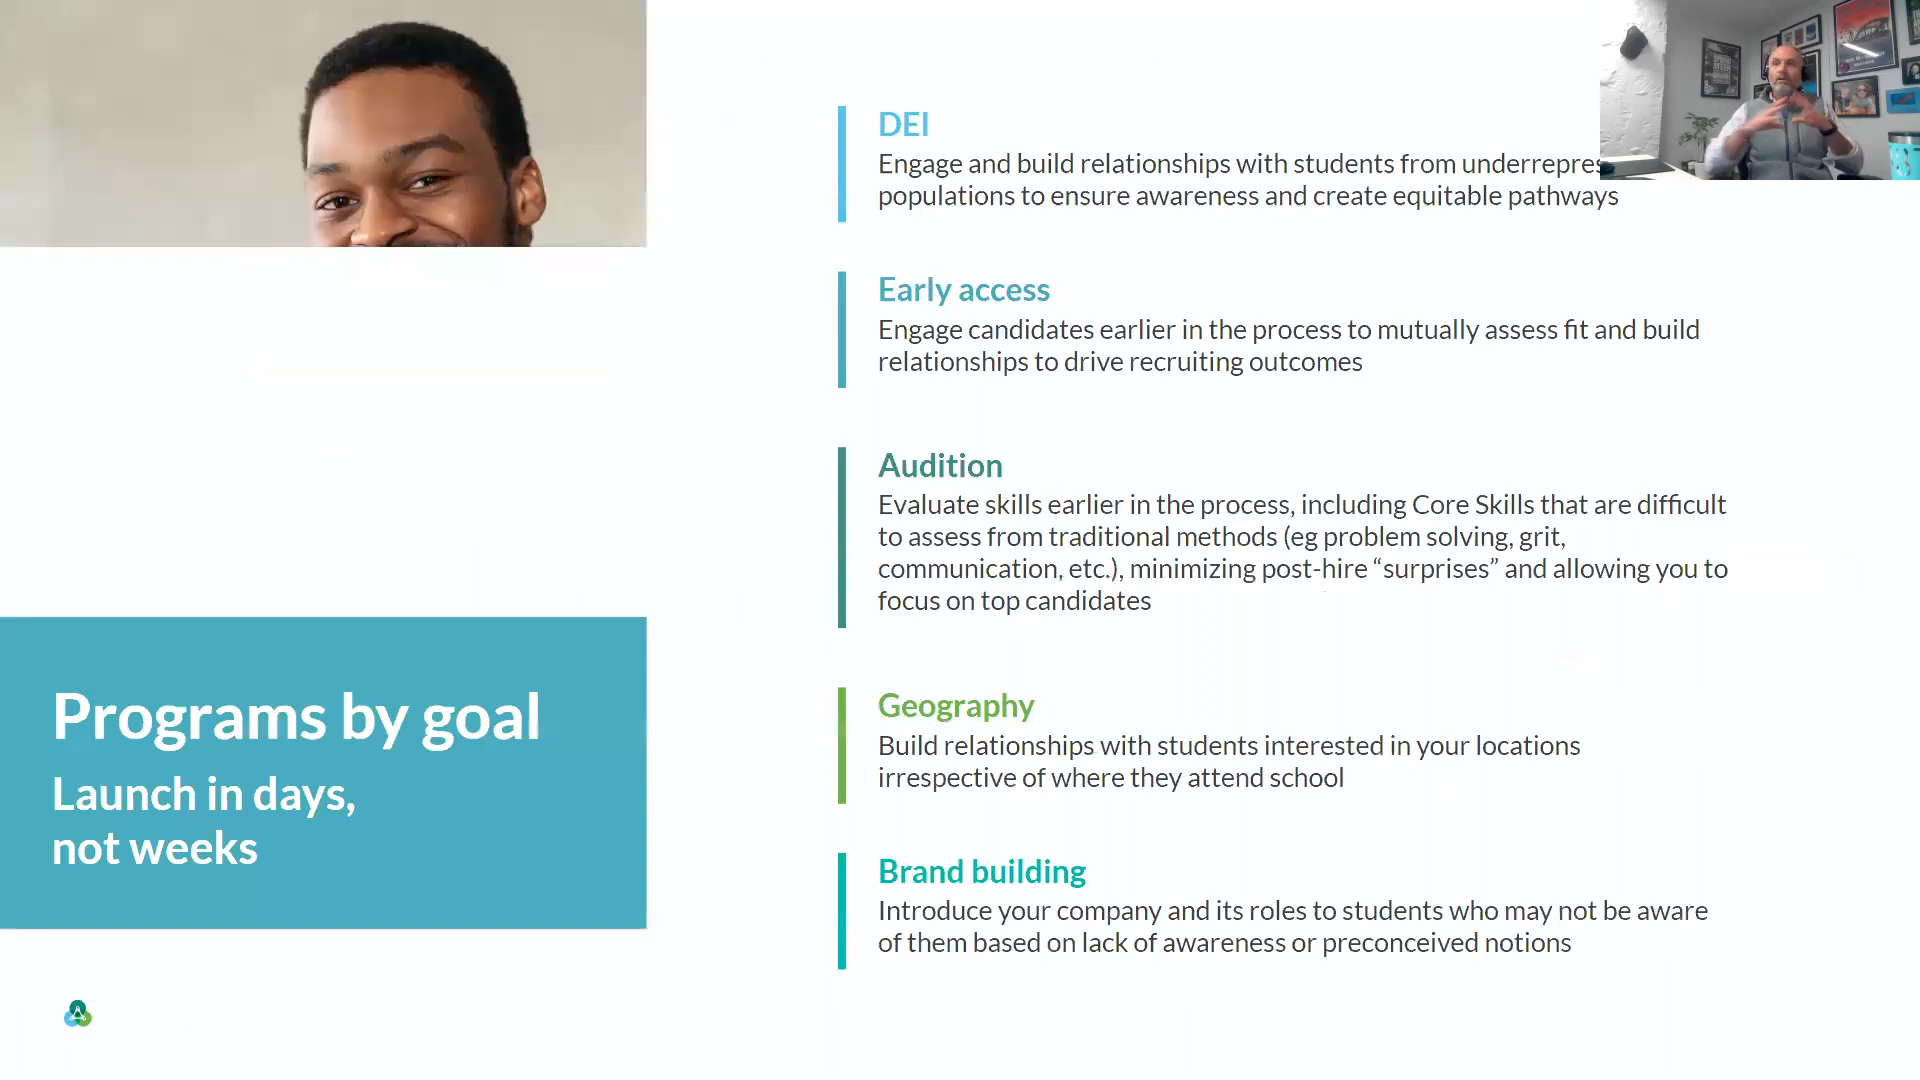 DEI
Engage and build relationships with students from
populations to ensure awareness and create equitable pathways
Early access
Engage candidates earlier in the process to mutually assess fit and build
relationships to drive recruiting outcomes
Audition
Evaluate skills earlier in the process, including Core Skills that are difficult
to assess from traditional methods (eg problem solving, grit,
communication, etc.), minimizing post-hire “surprises” and allowing you to
focus on top candidates
Programs by goal
Launch in days,
not weeks
Geography
Build relationships with students interested in your locations
irrespective of where they attend school
Brand building
Introduce your company and its roles to students who may not be aware
of them based on lack of awareness or preconceived notions